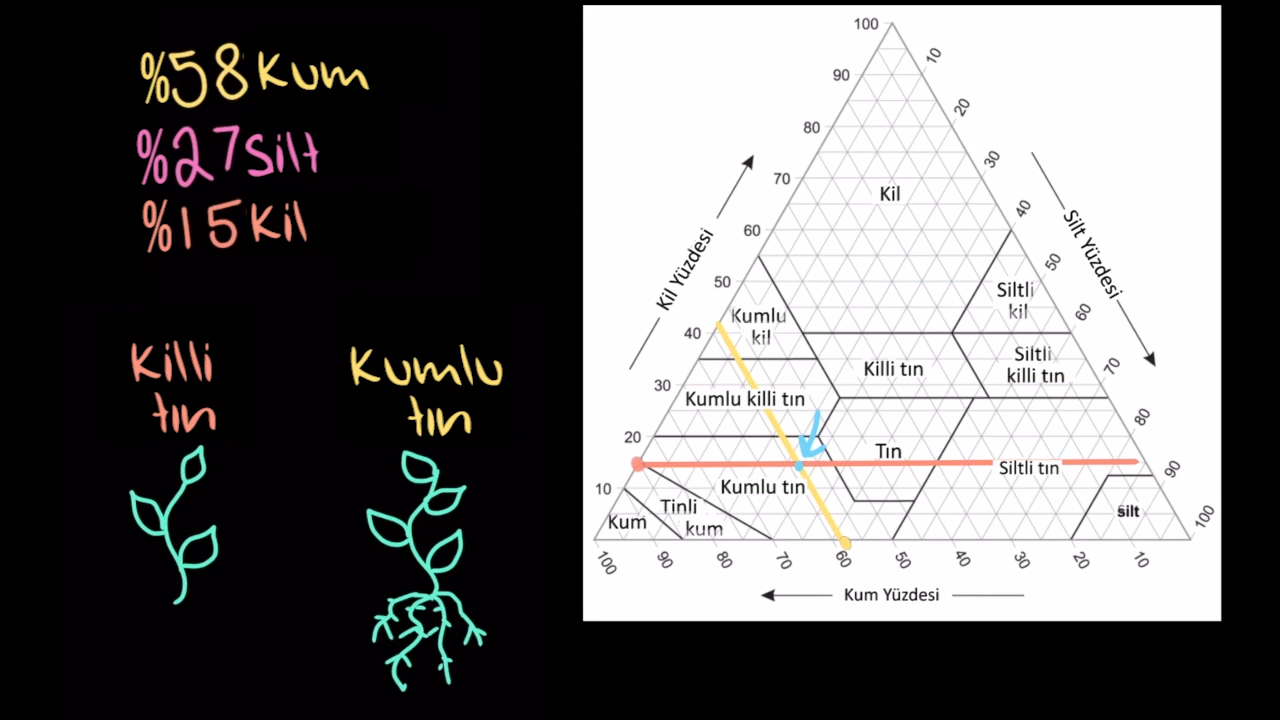 %58 Kum
%27 Silt
%15 Kil
Killi
tın
Kumlu
tın
100
90
80
70
60
50
40
30
20
10
10
20
30
40
50
60
70
80
90
100
100
90
80
70
60
50
40
30
20
10
Kil Yüzdesi
Silt Yüzdesi
Kum Yüzdesi
Kil
Siltli
kil
Kumlu
kil
Killi tın
Siltli
killi tın
Kumlu killi tın
Tın
Siltli tın
Kumlu tın
Tinli
kum
Kum
silt